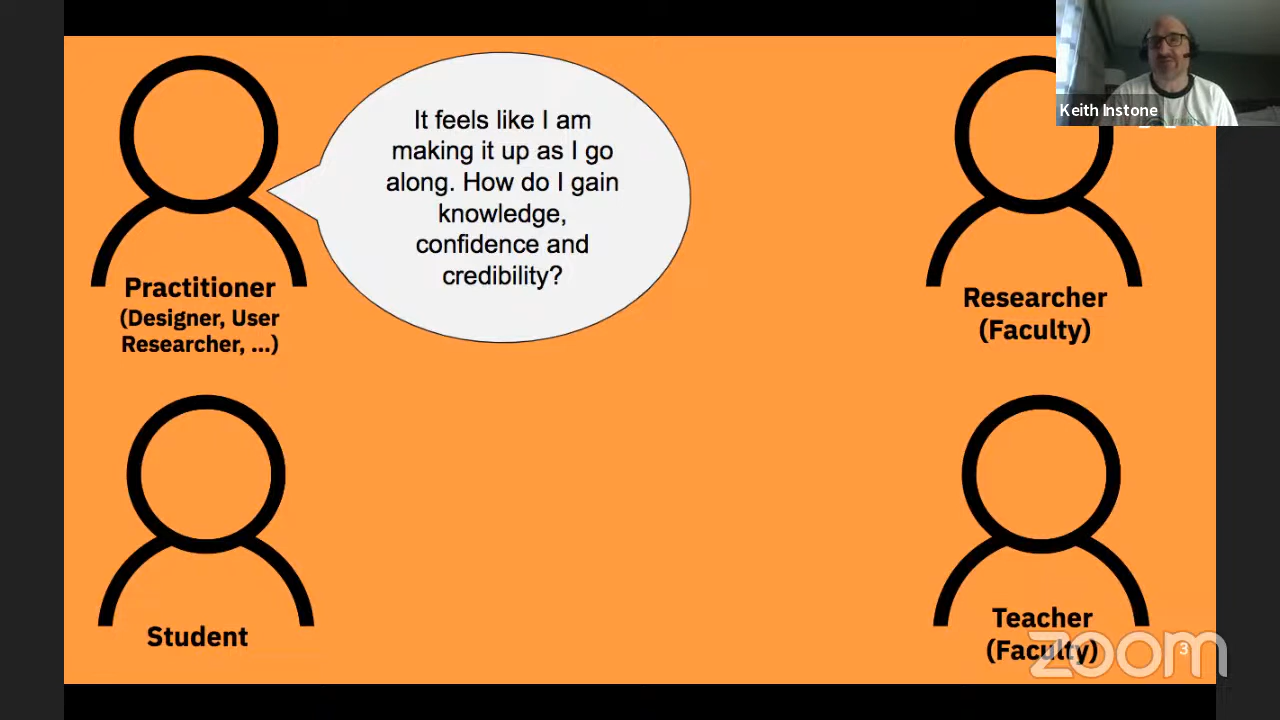 It feels like I am
making it up as I go
along. How do I gain
knowledge,
confidence and
credibility?
Keith Instone
Practitioner
(Designer, User
Researcher, ...)
Researcher
(Faculty)
Student
Teacher
(Faculty)
3
zoom